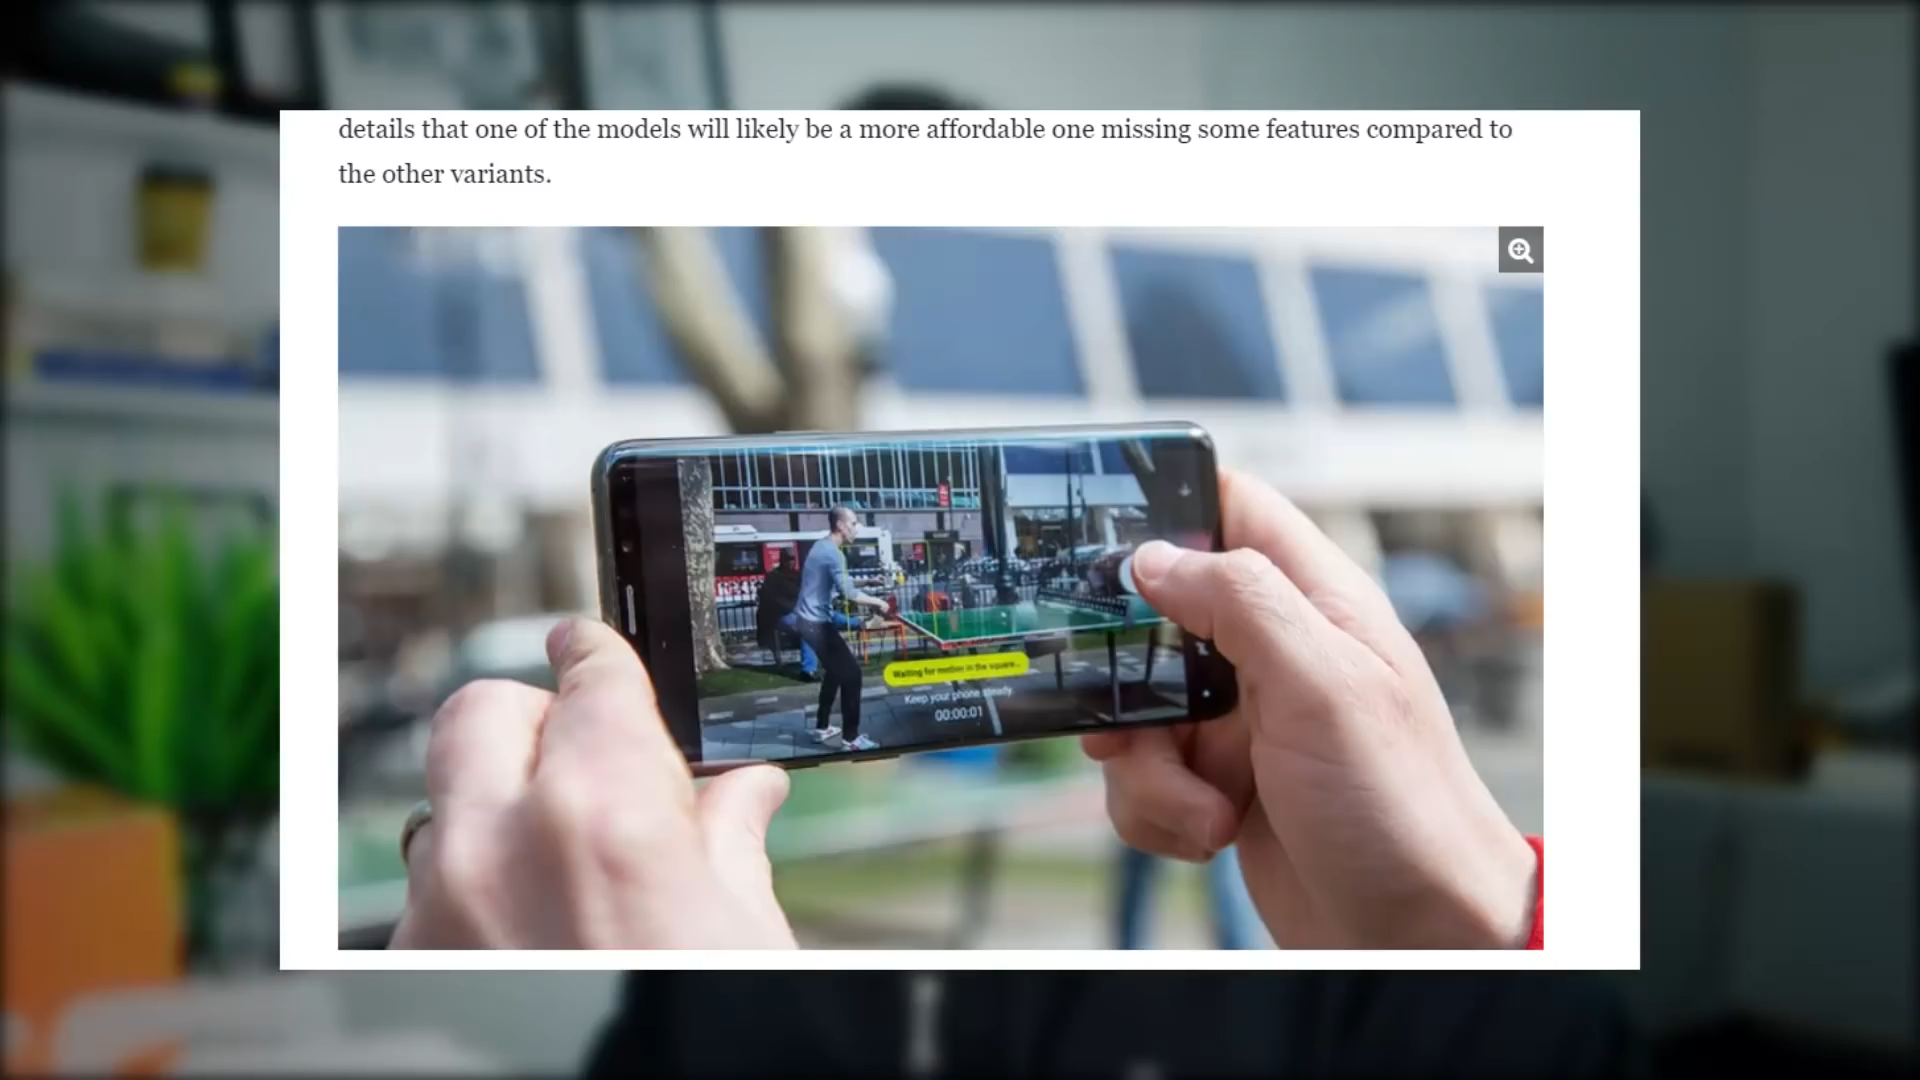 details that one of the models will likely be a more affordable one missing some features compared to
the other variants.
Waiting for motion in the square...
Keep your phone steady
00:00:01